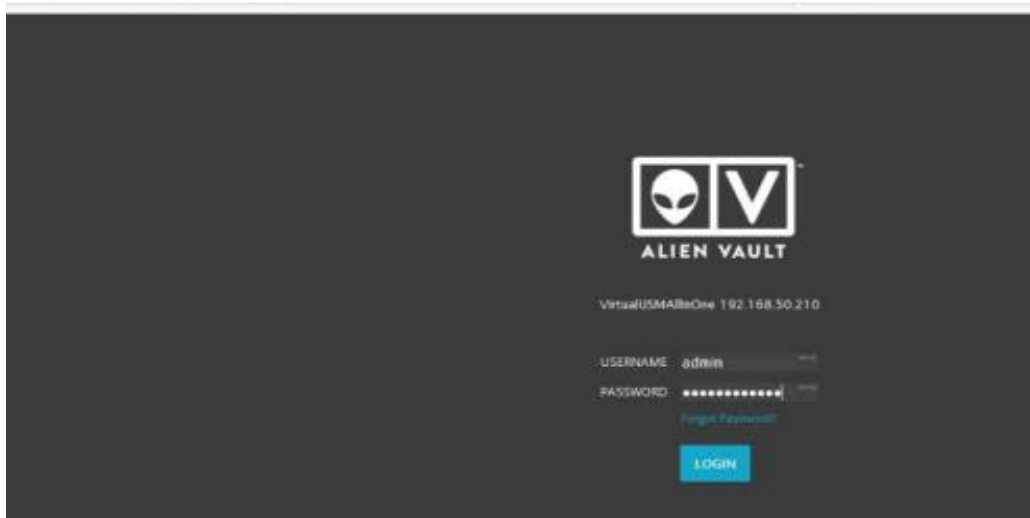 ALIEN VAULT
VirtualUSMAllInOne 192.168.50.210
USERNAME admin
PASSWORD ••••••••••••
Forgot Password?
LOGIN